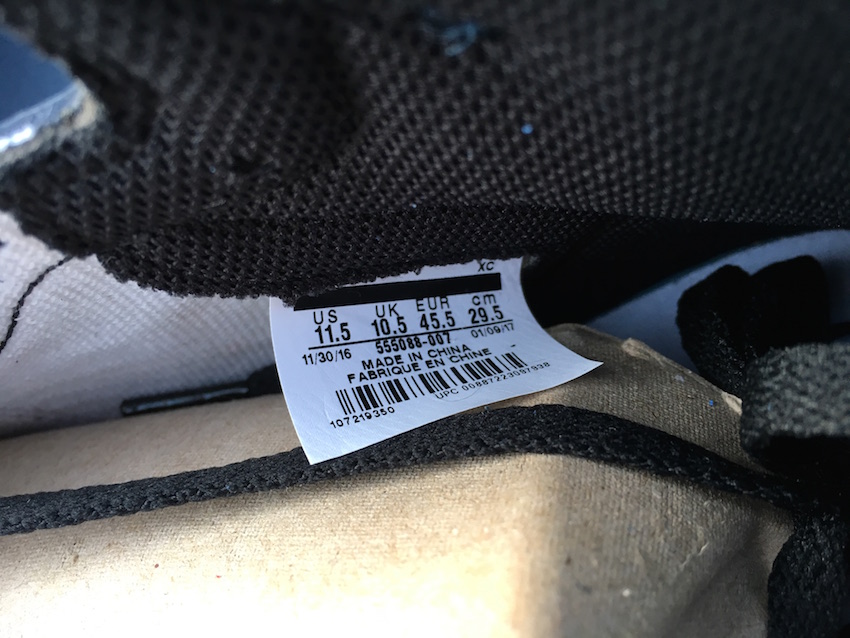 XC
US UK EUR cm
11.5 10.5 45.5 29.5
11/30/16 555088-007 01/09/17
MADE IN CHINA
FABRIQUE EN CHINE
UPC 00887223097938
107219350